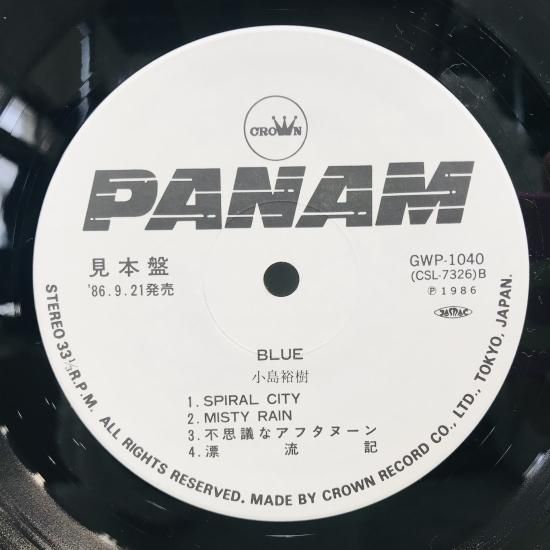 CROWN
PANAM
見本盤
'86.9.21発売
GWP-1040
(CSL-7326)B
Ⓟ1986
JASRAC
BLUE
小島裕樹
1. SPIRAL CITY
2. MISTY RAIN
3. 不思議なアフタヌーン
4. 漂流記
STEREO 33⅓R.P.M. ALL RIGHTS RESERVED. MADE BY CROWN RECORD CO., LTD., TOKYO, JAPAN.